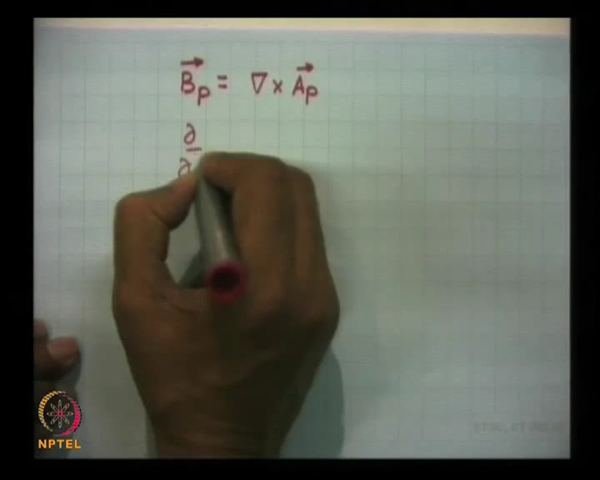 B⃗ₚ = ∇ × A⃗ₚ
∂
∂
NPTEL